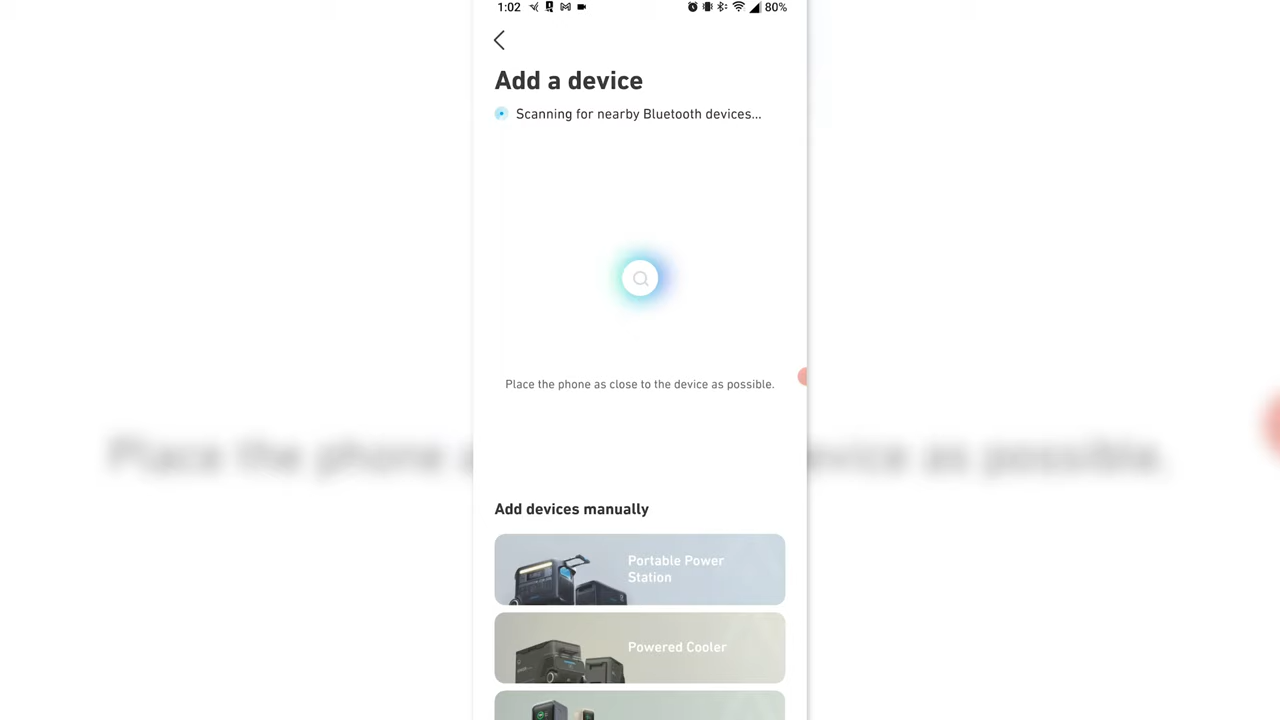 1:02
80%
Add a device
Scanning for nearby Bluetooth devices...
Place the phone as close to the device as possible.
Add devices manually
Portable Power
Station
Powered Cooler